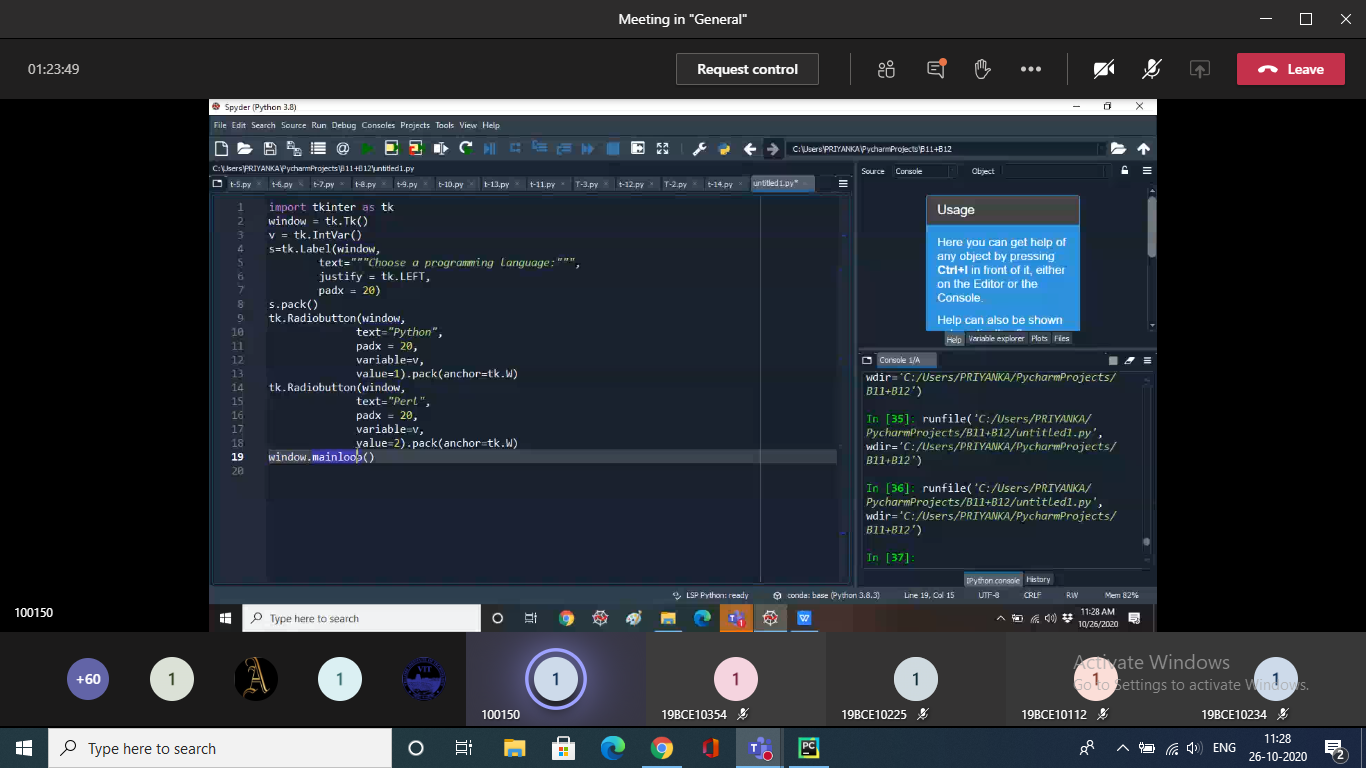 Meeting in "General"
01:23:49
Request control
Leave
Spyder (Python 3.8)
File Edit Search Source Run Debug Consoles Projects Tools View Help
C:\Users\PRIYANKA\PycharmProjects\B11+B12
C:\Users\PRIYANKA\PycharmProjects\B11+B12\untitled1.py
t-5.py t-6.py t-7.py t-8.py t-9.py t-10.py t-13.py t-11.py T-3.py t-12.py T-2.py t-14.py untitled1.py*
Source Console Object
1 import tkinter as tk
2 window = tk.Tk()
3 v = tk.IntVar()
4 s=tk.Label(window,
5 text="""Choose a programming language:""",
6 justify = tk.LEFT,
7 padx = 20)
8 s.pack()
9 tk.Radiobutton(window,
10 text="Python",
11 padx = 20,
12 variable=v,
13 value=1).pack(anchor=tk.W)
14 tk.Radiobutton(window,
15 text="Perl",
16 padx = 20,
17 variable=v,
18 value=2).pack(anchor=tk.W)
19 window.mainloop()
20
Usage
Here you can get help of
any object by pressing
Ctrl+I in front of it, either
on the Editor or the
Console.
Help can also be shown
Help Variable explorer Plots Files
Console 1/A
wdir='C:/Users/PRIYANKA/PycharmProjects/
B11+B12')
In [35]: runfile('C:/Users/PRIYANKA/
PycharmProjects/B11+B12/untitled1.py',
wdir='C:/Users/PRIYANKA/PycharmProjects/
B11+B12')
In [36]: runfile('C:/Users/PRIYANKA/
PycharmProjects/B11+B12/untitled1.py',
wdir='C:/Users/PRIYANKA/PycharmProjects/
B11+B12')
In [37]:
IPython console History
LSP Python: ready conda: base (Python 3.8.3) Line 19, Col 15 UTF-8 CRLF RW Mem 82%
Type here to search
11:28 AM
10/26/2020
100150
+60 1 A 1 VIT 1 1 1 1 1
100150 19BCE10354 19BCE10225 19BCE10112 19BCE10234
Activate Windows
Go to Settings to activate Windows.
Type here to search
ENG
11:28
26-10-2020
2